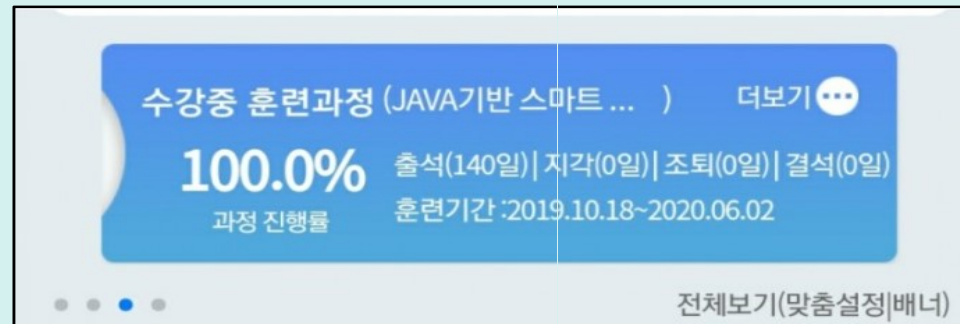 수강중 훈련과정 (JAVA기반 스마트 ... ) 더보기
100.0% 출석(140일)| 지각(0일)| 조퇴(0일)| 결석(0일)
과정 진행률 훈련기간 :2019.10.18~2020.06.02
전체보기(맞춤설정|배너)